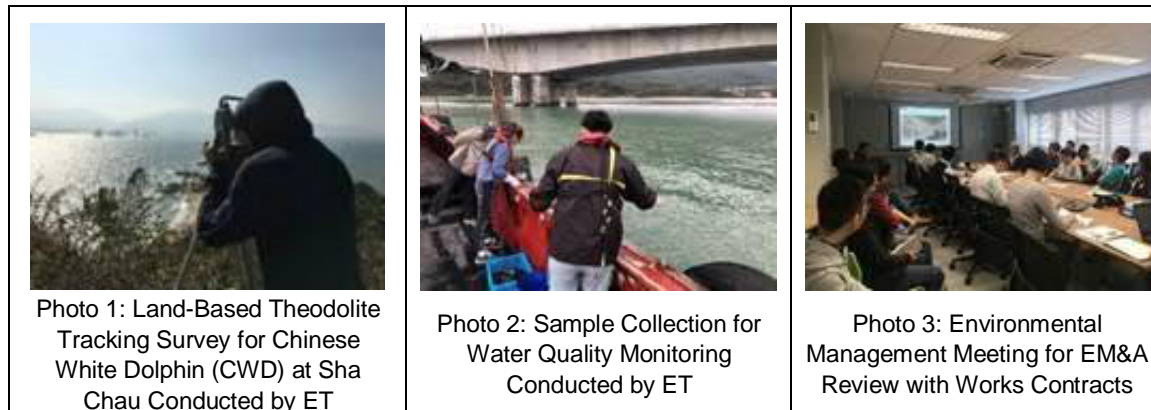 Photo 1: Land-Based Theodolite
Tracking Survey for Chinese
White Dolphin (CWD) at Sha
Chau Conducted by ET
Photo 2: Sample Collection for
Water Quality Monitoring
Conducted by ET
Photo 3: Environmental
Management Meeting for EM&A
Review with Works Contracts